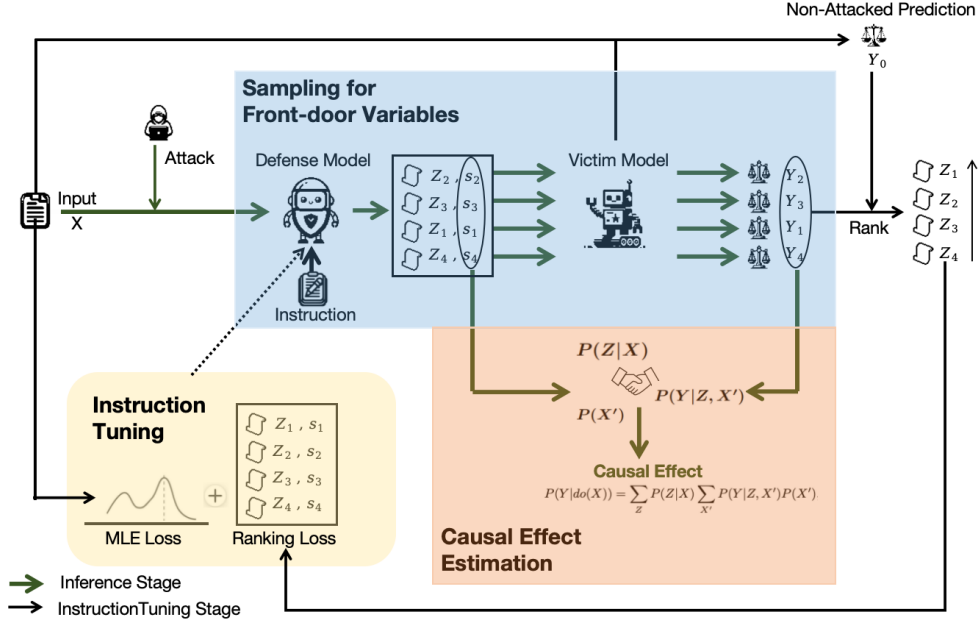 Non-Attacked Prediction
Y₀
Sampling for
Front-door Variables
Attack
Defense Model
Victim Model
Input
X
Z₂ , s₂
Z₃ , s₃
Z₁ , s₁
Z₄ , s₄
Y₂
Y₃
Y₁
Y₄
Rank
Z₁
Z₂
Z₃
Z₄
Instruction
P(Z|X)
P(Y|Z, X′)
P(X′)
Causal Effect
P(Y|do(X)) = ∑_Z P(Z|X) ∑_X′ P(Y|Z, X′)P(X′)
Causal Effect
Estimation
Instruction
Tuning
Z₁ , s₁
Z₂ , s₂
Z₃ , s₃
Z₄ , s₄
+
MLE Loss
Ranking Loss
Inference Stage
InstructionTuning Stage